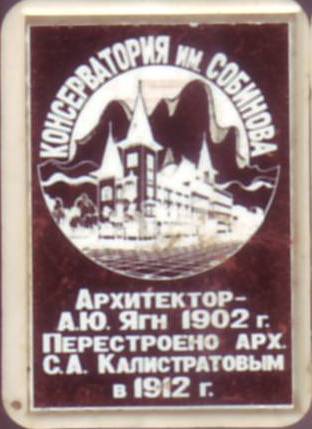 КОНСЕРВАТОРИЯ ИМ. СОБИНОВА
АРХИТЕКТОР-
А.Ю. ЯГН 1902 г.
ПЕРЕСТРОЕНО АРХ.
С.А. КАЛИСТРАТОВЫМ
в 1912 г.